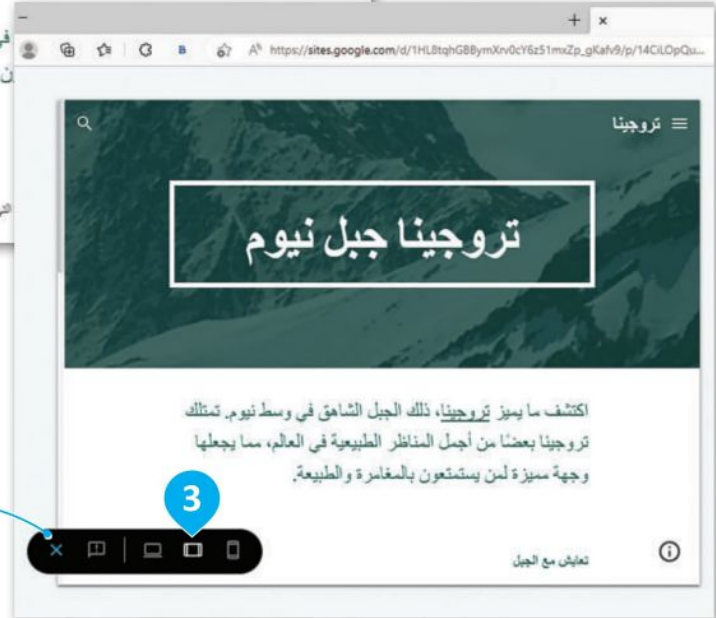 https://sites.google.com/d/1HL8tqhGBBymXrv0cY6z51mxZp_gKafv9/p/14CiLOpQu...
تروجينا
تروجينا جبل نيوم
اكتشف ما يميز تروجينا، ذلك الجبل الشاهق في وسط نيوم. تمتلك
تروجينا بعضًا من أجمل المناظر الطبيعية في العالم، مما يجعلها
وجهة مميزة لمن يستمتعون بالمغامرة والطبيعة.
3
تعايش مع الجبل